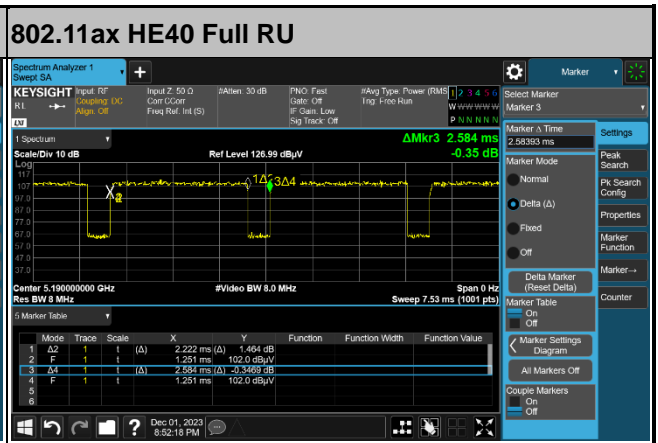 802.11ax HE40 Full RU
Spectrum Analyzer 1
Swept SA
+
Marker
KEYSIGHT Input: RF Input Z: 50 Ω #Atten: 30 dB PNO: Fast #Avg Type: Power (RMS 1 2 3 4 5 6
RL Coupling: DC Corr CCorr Gate: Off Trig: Free Run
Align: Off Freq Ref: Int (S) IF Gain: Low W W W W W W
LXI Sig Track: Off P N N N N N
Select Marker
Marker 3
1 Spectrum
ΔMkr3 2.584 ms
-0.35 dB
Scale/Div 10 dB Ref Level 126.99 dBµV
Log
117
107
97.0
87.0
77.0
67.0
57.0
47.0
37.0
1Δ2 3Δ4
Center 5.190000000 GHz #Video BW 8.0 MHz Span 0 Hz
Res BW 8 MHz Sweep 7.53 ms (1001 pts)
5 Marker Table
Mode Trace Scale X Y Function Function Width Function Value
1 Δ2 1 t (Δ) 2.222 ms (Δ) 1.464 dB
2 F 1 t 1.251 ms 102.0 dBµV
3 Δ4 1 t (Δ) 2.584 ms (Δ) -0.3469 dB
4 F 1 t 1.251 ms 102.0 dBµV
5
6
Marker Δ Time
2.58393 ms
Marker Mode
Normal
Delta (Δ)
Fixed
Off
Delta Marker
(Reset Delta)
Marker Table
On
Off
Marker Settings
Diagram
All Markers Off
Couple Markers
On
Off
Settings
Peak
Search
Pk Search
Config
Properties
Marker
Function
Marker→
Counter
? Dec 01, 2023
8:52:18 PM